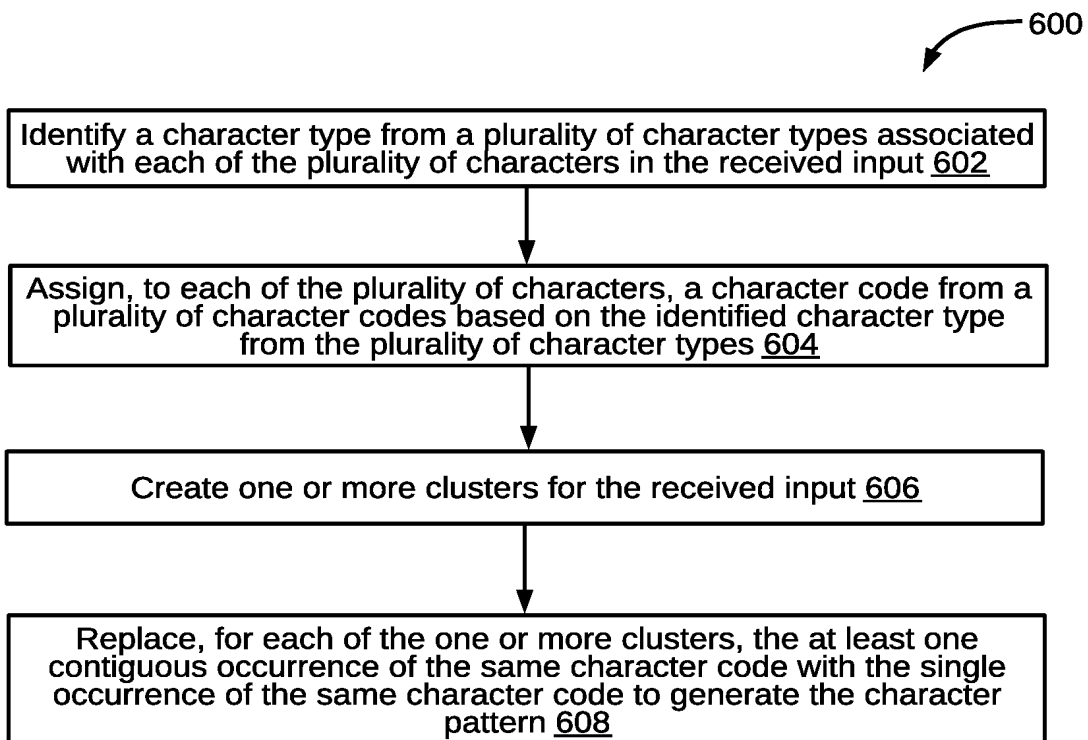 600
Identify a character type from a plurality of character types associated
with each of the plurality of characters in the received input 602
Assign, to each of the plurality of characters, a character code from a
plurality of character codes based on the identified character type
from the plurality of character types 604
Create one or more clusters for the received input 606
Replace, for each of the one or more clusters, the at least one
contiguous occurrence of the same character code with the single
occurrence of the same character code to generate the character
pattern 608